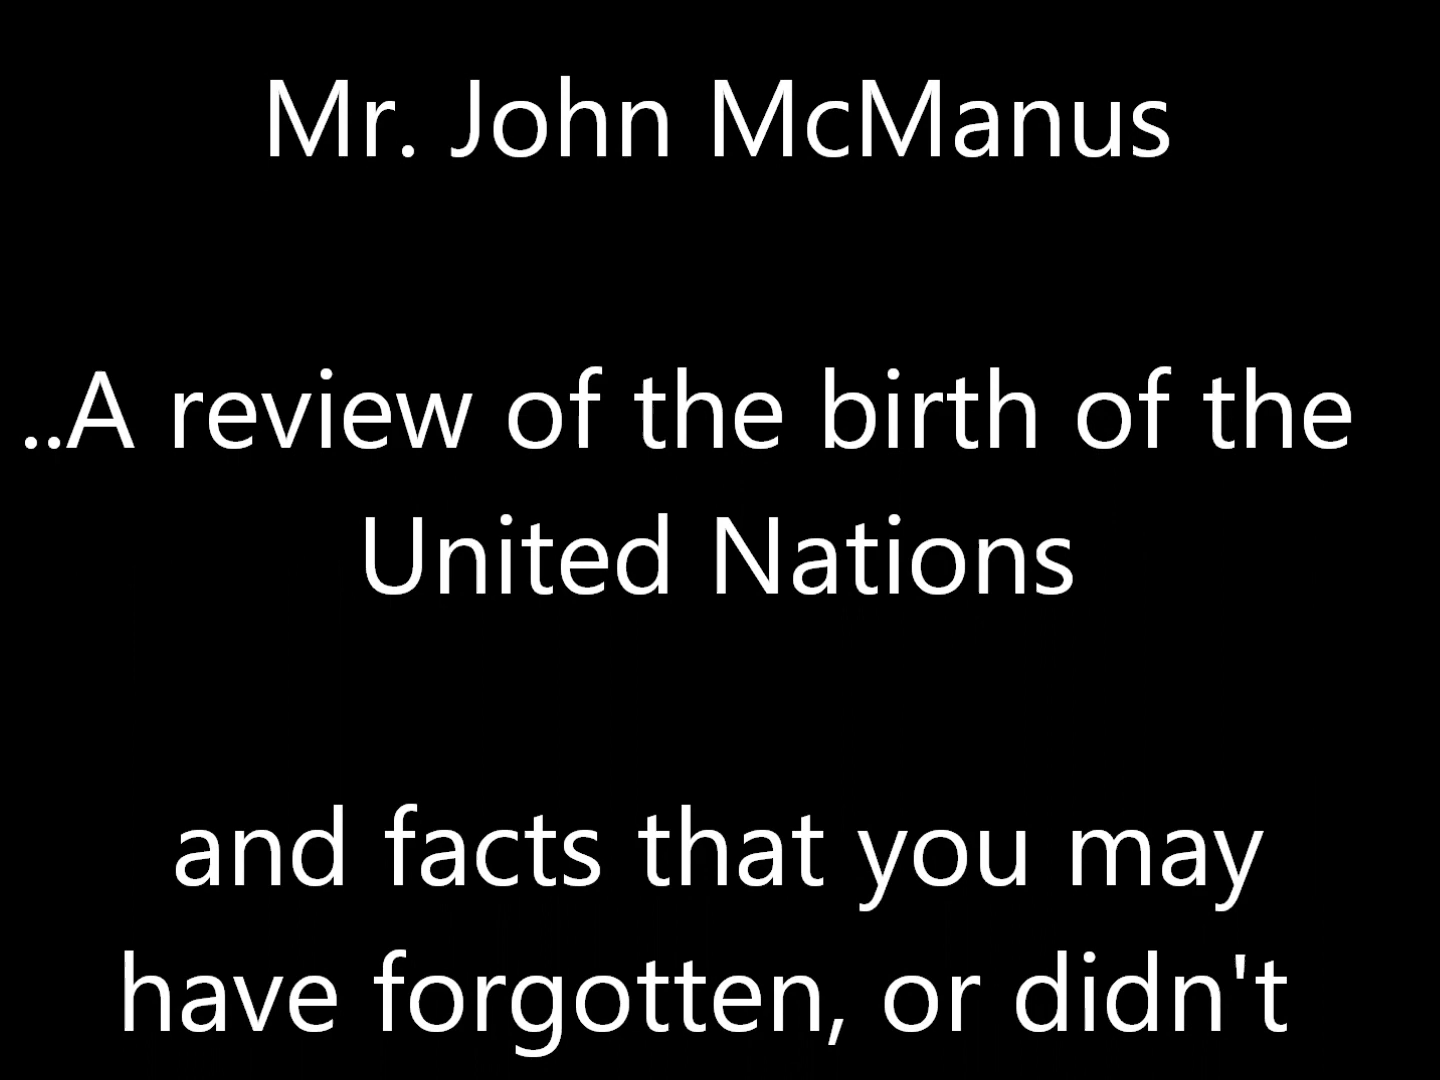 Mr. John McManus
..A review of the birth of the
United Nations
and facts that you may
have forgotten, or didn't